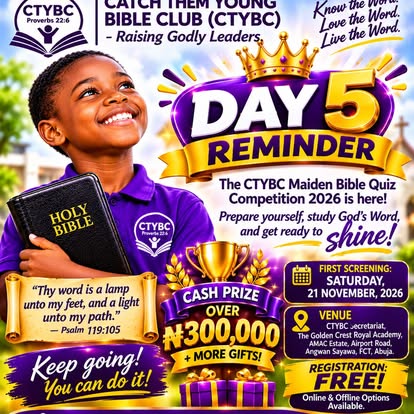 CTYBC
Proverbs 22:6
CATCH THEM YOUNG
BIBLE CLUB (CTYBC)
- Raising Godly Leaders.
Know the Word.
Love the Word.
Live the Word.
DAY 5
REMINDER
The CTYBC Maiden Bible Quiz
Competition 2026 is here!
Prepare yourself, study God's Word,
and get ready to shine!
HOLY
BIBLE
CTYBC
Proverbs 22:6
"Thy word is a lamp
unto my feet, and a light
unto my path."
— Psalm 119:105
Keep going!
You can do it!
CASH PRIZE
OVER
₦300,000
+ MORE GIFTS!
FIRST SCREENING:
SATURDAY,
21 NOVEMBER, 2026
VENUE
CTYBC Secretariat,
The Golden Crest Royal Academy,
AMAC Estate, Airport Road,
Angwan Sayawa, FCT, Abuja.
REGISTRATION:
FREE!
Online & Offline Options
Available.